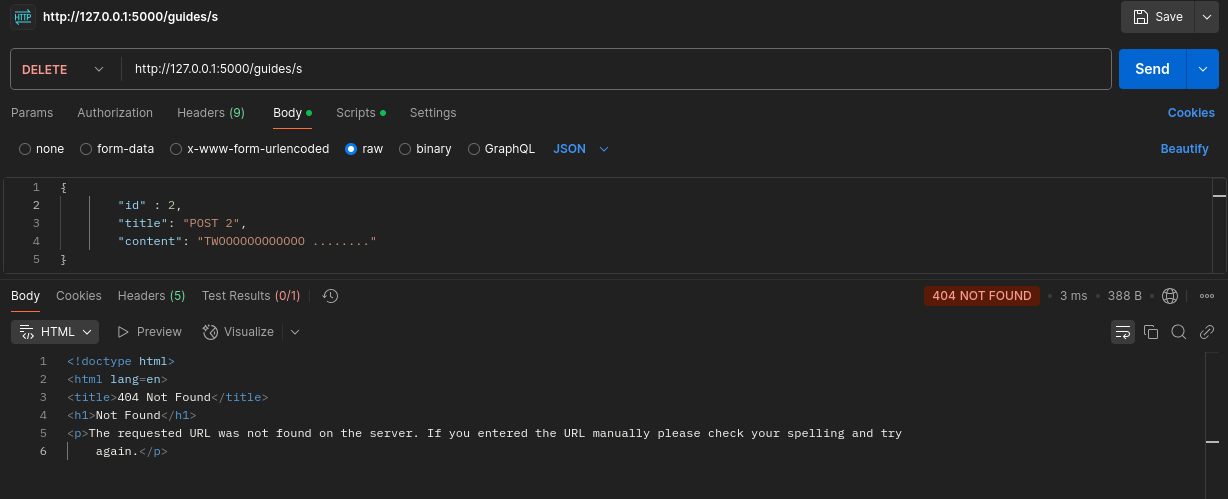 HTTP http://127.0.0.1:5000/guides/s Save
DELETE http://127.0.0.1:5000/guides/s Send
Params Authorization Headers (9) Body Scripts Settings Cookies
none form-data x-www-form-urlencoded raw binary GraphQL JSON Beautify
1 {
2 "id" : 2,
3 "title": "POST 2",
4 "content": "TWOOOOOOOOOOOO ........"
5 }
Body Cookies Headers (5) Test Results (0/1) 404 NOT FOUND • 3 ms • 388 B •
HTML Preview Visualize
1 <!doctype html>
2 <html lang=en>
3 <title>404 Not Found</title>
4 <h1>Not Found</h1>
5 <p>The requested URL was not found on the server. If you entered the URL manually please check your spelling and try
6 again.</p>